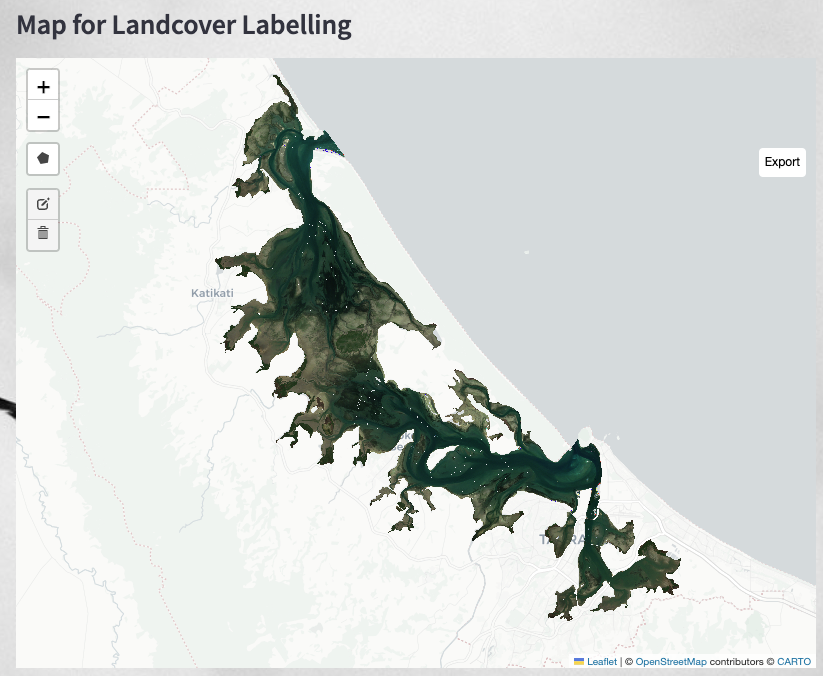 Map for Landcover Labelling
+
−
Export
Katikati
Leaflet | © OpenStreetMap contributors © CARTO